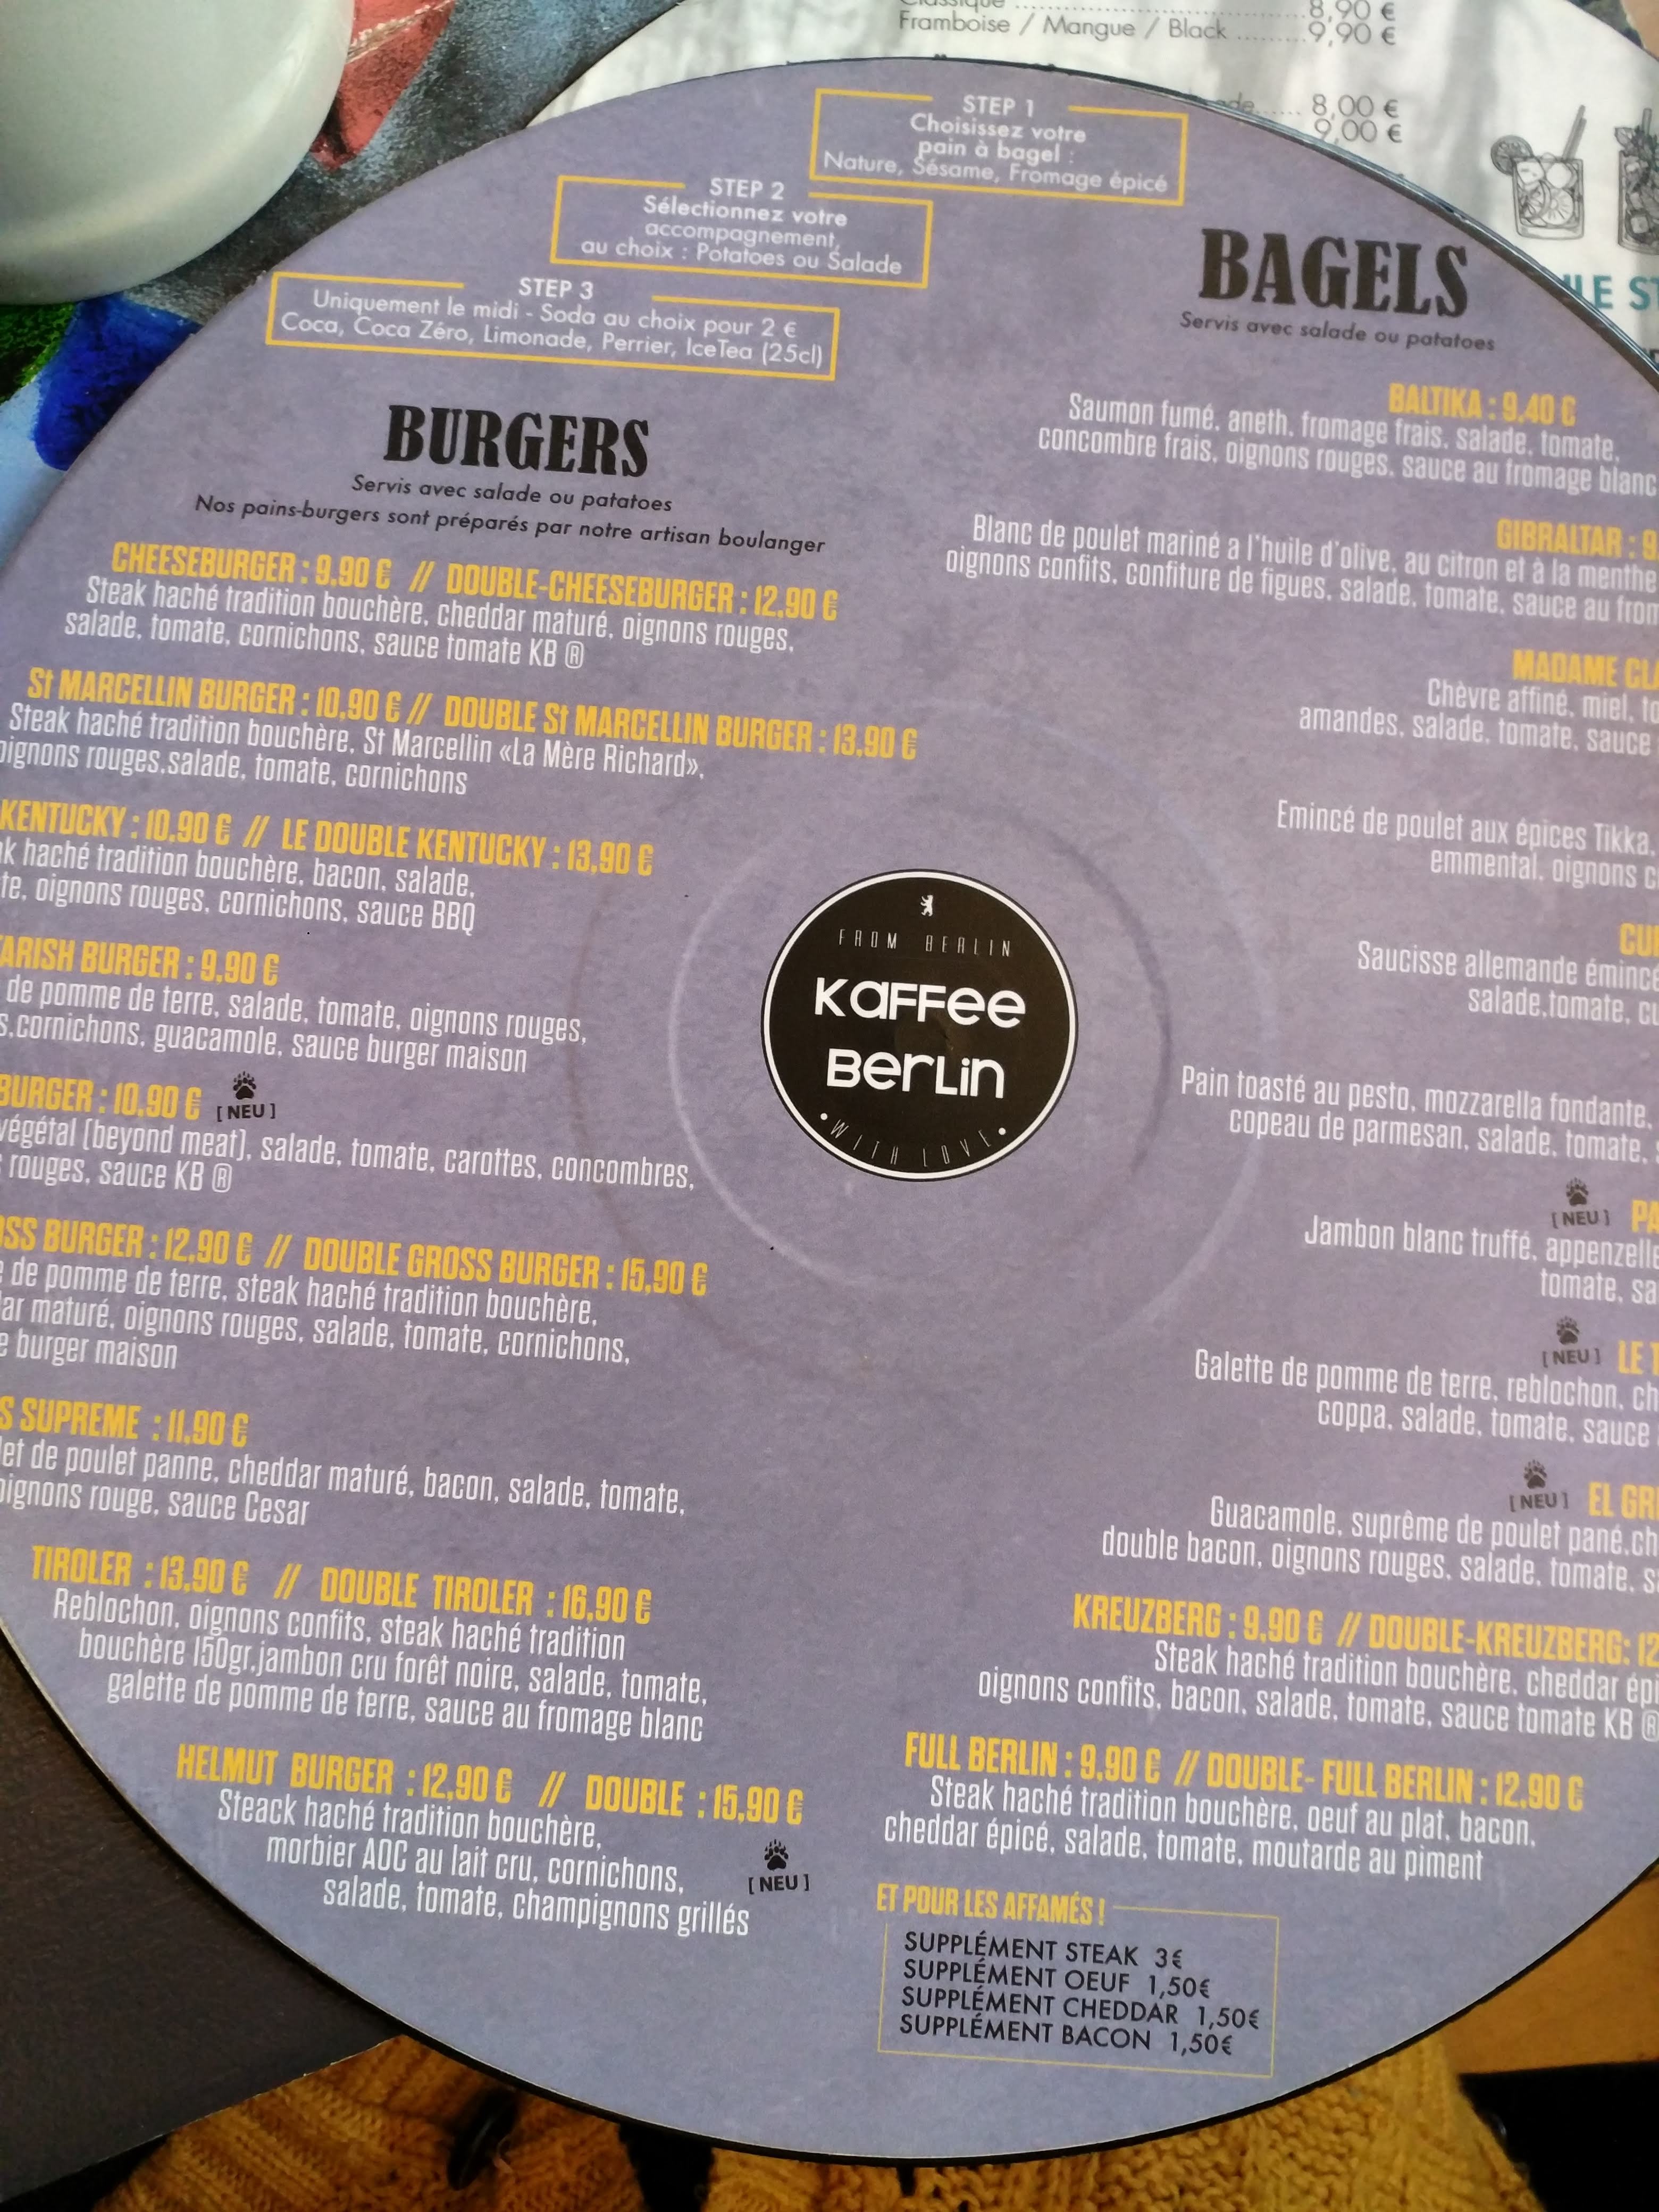 Framboise / Mangue / Black ......... 9,90 €
8,90 €
8,00 €
9,00 €
STEP 1
Choisissez votre
pain à bagel :
Nature, Sésame, Fromage épicé
STEP 2
Sélectionnez votre
accompagnement,
au choix : Potatoes ou Salade
STEP 3
Uniquement le midi - Soda au choix pour 2 €
Coca, Coca Zéro, Limonade, Perrier, IceTea (25cl)
BURGERS
Servis avec salade ou patatoes
Nos pains-burgers sont préparés par notre artisan boulanger
CHEESEBURGER : 9.90 € // DOUBLE-CHEESEBURGER : 12.90 €
Steak haché tradition bouchère, cheddar maturé, oignons rouges,
salade, tomate, cornichons, sauce tomate KB ®
St MARCELLIN BURGER : 10.90 € // DOUBLE St MARCELLIN BURGER : 13.90 €
Steak haché tradition bouchère, St Marcellin «La Mère Richard»,
oignons rouges,salade, tomate, cornichons
KENTUCKY : 10.90 € // LE DOUBLE KENTUCKY : 13,90 €
haché tradition bouchère, bacon, salade,
oignons rouges, cornichons, sauce BBQ
BURGER : 9.90 €
de pomme de terre, salade, tomate, oignons rouges,
cornichons, guacamole, sauce burger maison
BURGER : 10.90 € [ NEU ]
végétal (beyond meat), salade, tomate, carottes, concombres,
rouges, sauce KB ®
BURGER : 12.90 € // DOUBLE GROSS BURGER : 15,90 €
de pomme de terre, steak haché tradition bouchère,
maturé, oignons rouges, salade, tomate, cornichons,
burger maison
SUPREME : 11.90 €
de poulet panne, cheddar maturé, bacon, salade, tomate,
oignons rouge, sauce Cesar
TIROLER : 13.90 € // DOUBLE TIROLER : 16,90 €
Reblochon, oignons confits, steak haché tradition
bouchère 150gr,jambon cru forêt noire, salade, tomate,
galette de pomme de terre, sauce au fromage blanc
HELMUT BURGER : 12,90 € // DOUBLE : 15,90 €
Steack haché tradition bouchère,
morbier AOC au lait cru, cornichons,
salade, tomate, champignons grillés
[ NEU ]
FROM BERLIN
KaFFee
BerLin
WITH LOVE
BAGELS
Servis avec salade ou patatoes
BALTIKA : 9.40 €
Saumon fumé, aneth, fromage frais, salade, tomate,
concombre frais, oignons rouges, sauce au fromage blanc
GIBRALTAR : 9
Blanc de poulet mariné a l'huile d'olive, au citron et à la menthe
oignons confits, confiture de figues, salade, tomate, sauce au
MADAME
Chèvre affiné, miel,
amandes, salade, tomate, sauce
Emincé de poulet aux épices Tikka,
emmental, oignons
Saucisse allemande
salade,tomate,
Pain toasté au pesto, mozzarella fondante,
copeau de parmesan, salade, tomate,
[ NEU ]
Jambon blanc truffé,
tomate,
[ NEU ] LE
Galette de pomme de terre, reblochon,
coppa, salade, tomate, sauce
[ NEU ] EL
Guacamole, suprême de poulet pané,
double bacon, oignons rouges, salade, tomate,
KREUZBERG : 9,90 € // DOUBLE-KREUZBERG: 12
Steak haché tradition bouchère, cheddar
oignons confits, bacon, salade, tomate, sauce tomate KB ®
FULL BERLIN : 9,90 € // DOUBLE- FULL BERLIN : 12.90 €
Steak haché tradition bouchère, oeuf au plat, bacon,
cheddar épicé, salade, tomate, moutarde au piment
ET POUR LES AFFAMÉS !
SUPPLÉMENT STEAK 3€
SUPPLÉMENT OEUF 1,50€
SUPPLÉMENT CHEDDAR 1,50€
SUPPLÉMENT BACON 1,50€